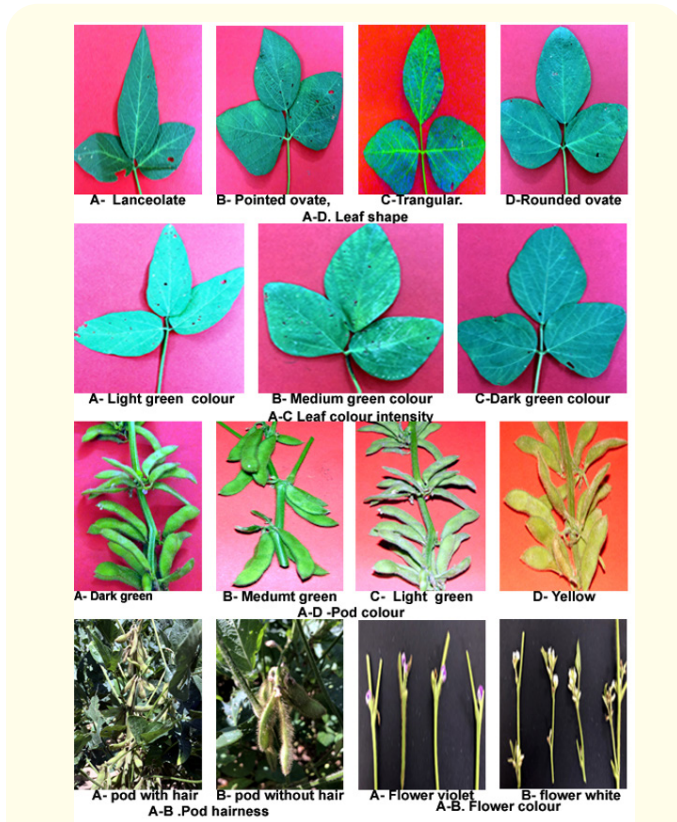 A- Lanceolate B- Pointed ovate, C-Trangular. D-Rounded ovate
A-D. Leaf shape
A- Light green colour B- Medium green colour C-Dark green colour
A-C Leaf colour intensity
A- Dark green B- Medumt green C- Light green D- Yellow
A-D -Pod colour
A- pod with hair B- pod without hair A- Flower violet B- flower white
A-B .Pod hairness A-B. Flower colour